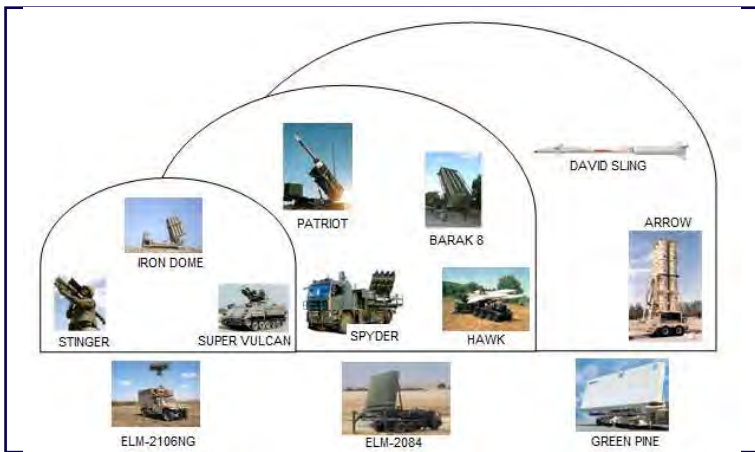 DAVID SLING
PATRIOT
BARAK 8
ARROW
IRON DOME
STINGER
SUPER VULCAN
SPYDER
HAWK
ELM-2106NG
ELM-2084
GREEN PINE